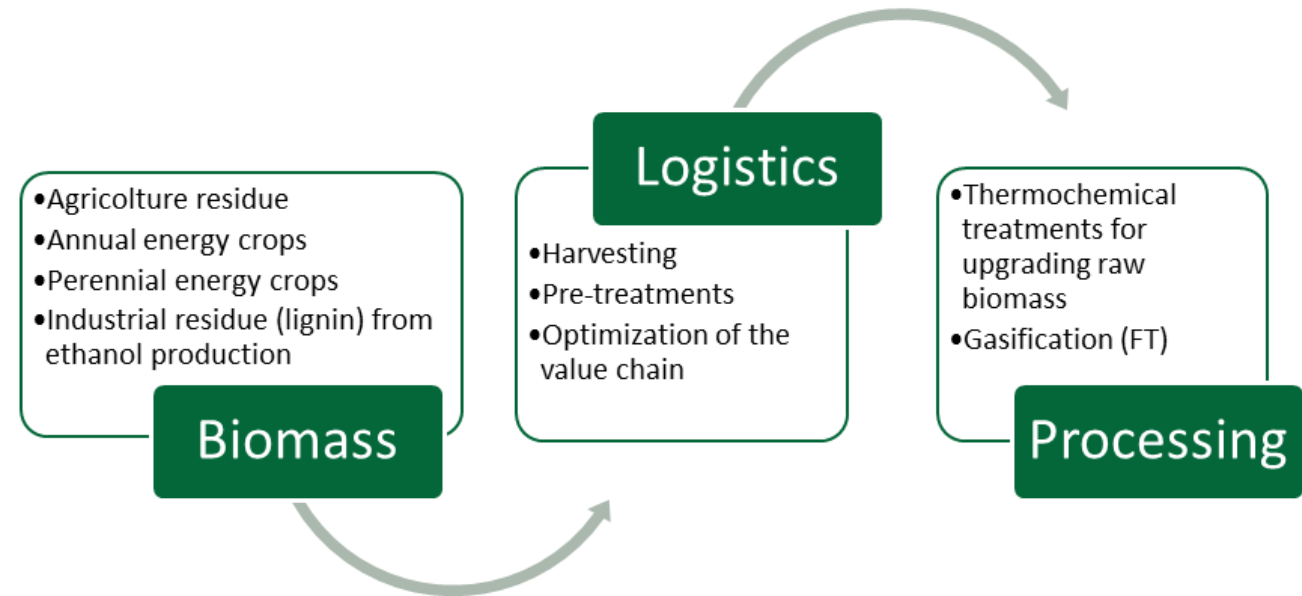 •Agricolture residue
•Annual energy crops
•Perennial energy crops
•Industrial residue (lignin) from
ethanol production
Biomass
Logistics
•Harvesting
•Pre-treatments
•Optimization of the
value chain
•Thermochemical
treatments for
upgrading raw
biomass
•Gasification (FT)
Processing